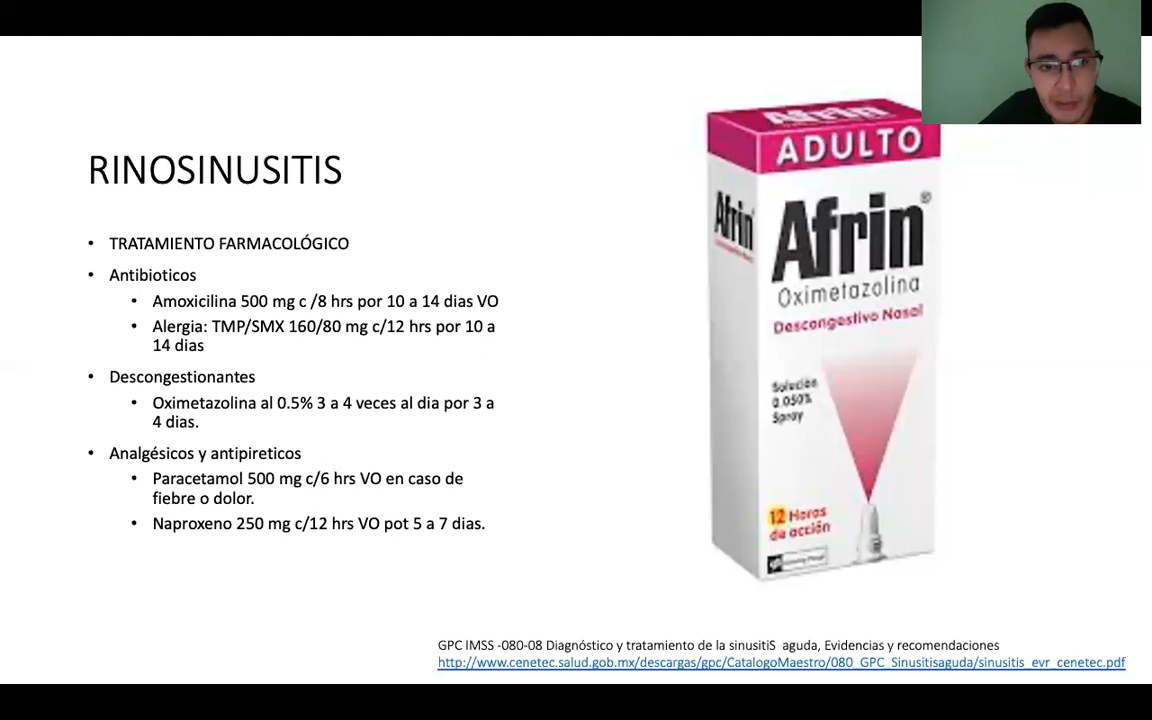 RINOSINUSITIS
• TRATAMIENTO FARMACOLÓGICO
• Antibioticos
• Amoxicilina 500 mg c /8 hrs por 10 a 14 dias VO
• Alergia: TMP/SMX 160/80 mg c/12 hrs por 10 a
14 dias
• Descongestionantes
• Oximetazolina al 0.5% 3 a 4 veces al dia por 3 a
4 dias.
• Analgésicos y antipireticos
• Paracetamol 500 mg c/6 hrs VO en caso de
fiebre o dolor.
• Naproxeno 250 mg c/12 hrs VO pot 5 a 7 dias.
Afrin
ADULTO
Afrin
Afrin®
Oximetazolina
Descongestivo Nasal
Solución
0.050%
Spray
12 Horas
de acción
GPC IMSS -080-08 Diagnóstico y tratamiento de la sinusitiS aguda, Evidencias y recomendaciones
http://www.cenetec.salud.gob.mx/descargas/gpc/CatalogoMaestro/080_GPC_Sinusitisaguda/sinusitis_evr_cenetec.pdf